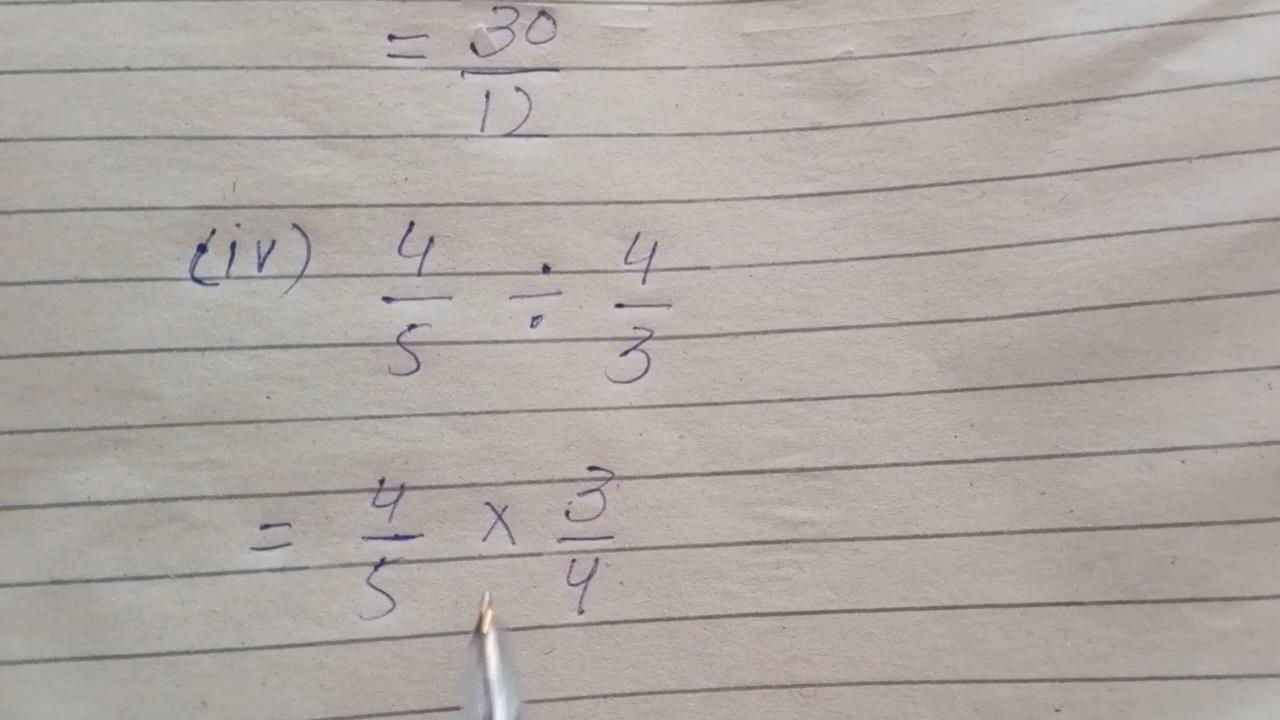 = 30/12
(iv) 4/5 ÷ 4/3
= 4/5 × 3/4